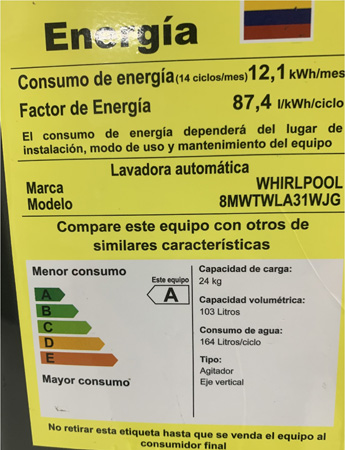 Energía
Consumo de energía(14 ciclos/mes) 12,1 kWh/mes
Factor de Energía 87,4 l/kWh/ciclo
El consumo de energía dependerá del lugar de
instalación, modo de uso y mantenimiento del equipo
Lavadora automática
Marca WHIRLPOOL
Modelo 8MWTWLA31WJG
Compare este equipo con otros de
similares características
Menor consumo
Este equipo
A
A
B
C
D
E
Mayor consumo
Capacidad de carga:
24 kg
Capacidad volumétrica:
103 Litros
Consumo de agua:
164 Litros/ciclo
Tipo:
Agitador
Eje vertical
No retirar esta etiqueta hasta que se venda el equipo al
consumidor final